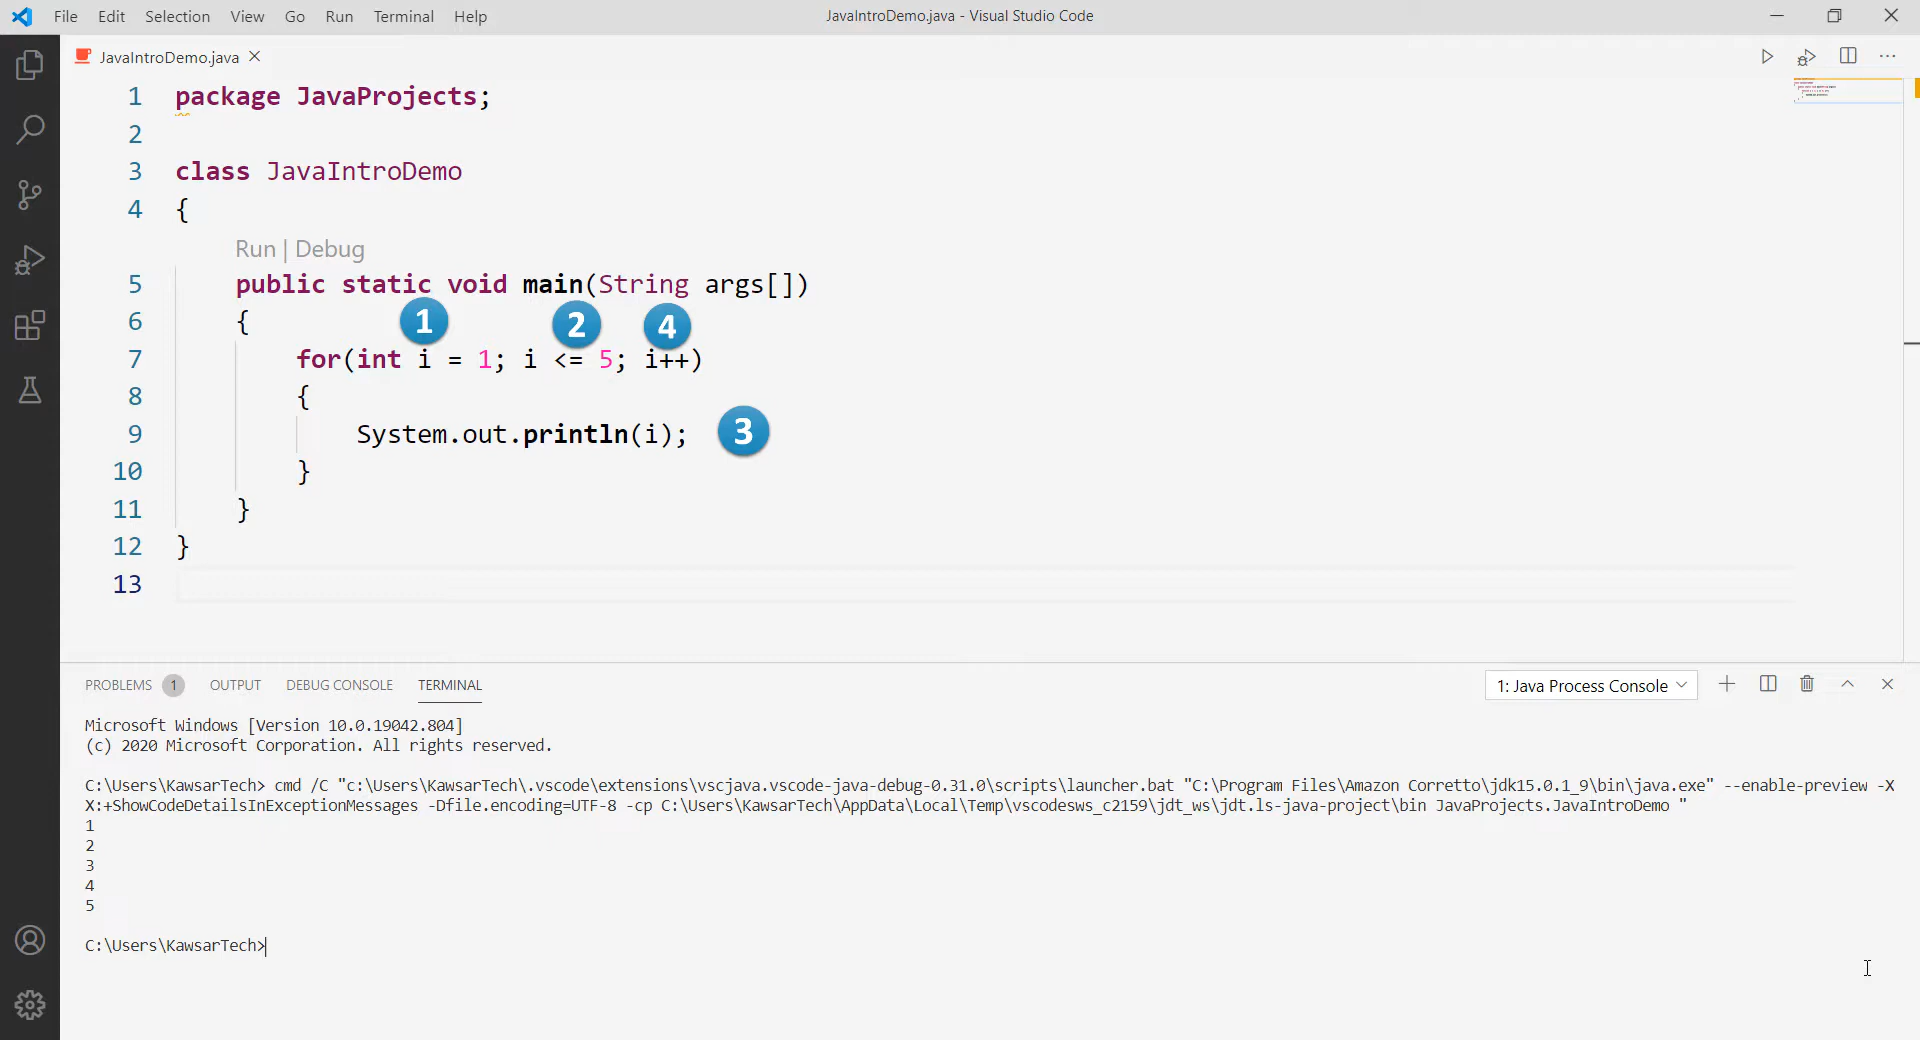 File Edit Selection View Go Run Terminal Help JavaIntroDemo.java - Visual Studio Code
JavaIntroDemo.java
1 package JavaProjects;
2
3 class JavaIntroDemo
4 {
Run | Debug
5 public static void main(String args[])
6 {
1 2 4
7 for(int i = 1; i <= 5; i++)
8 {
9 System.out.println(i); 3
10 }
11 }
12 }
13
PROBLEMS 1 OUTPUT DEBUG CONSOLE TERMINAL 1: Java Process Console
Microsoft Windows [Version 10.0.19042.804]
(c) 2020 Microsoft Corporation. All rights reserved.
C:\Users\KawsarTech> cmd /C "c:\Users\KawsarTech\.vscode\extensions\vscjava.vscode-java-debug-0.31.0\scripts\launcher.bat "C:\Program Files\Amazon Corretto\jdk15.0.1_9\bin\java.exe" --enable-preview -X
X:+ShowCodeDetailsInExceptionMessages -Dfile.encoding=UTF-8 -cp C:\Users\KawsarTech\AppData\Local\Temp\vscodesws_c2159\jdt_ws\jdt.ls-java-project\bin JavaProjects.JavaIntroDemo "
1
2
3
4
5
C:\Users\KawsarTech>